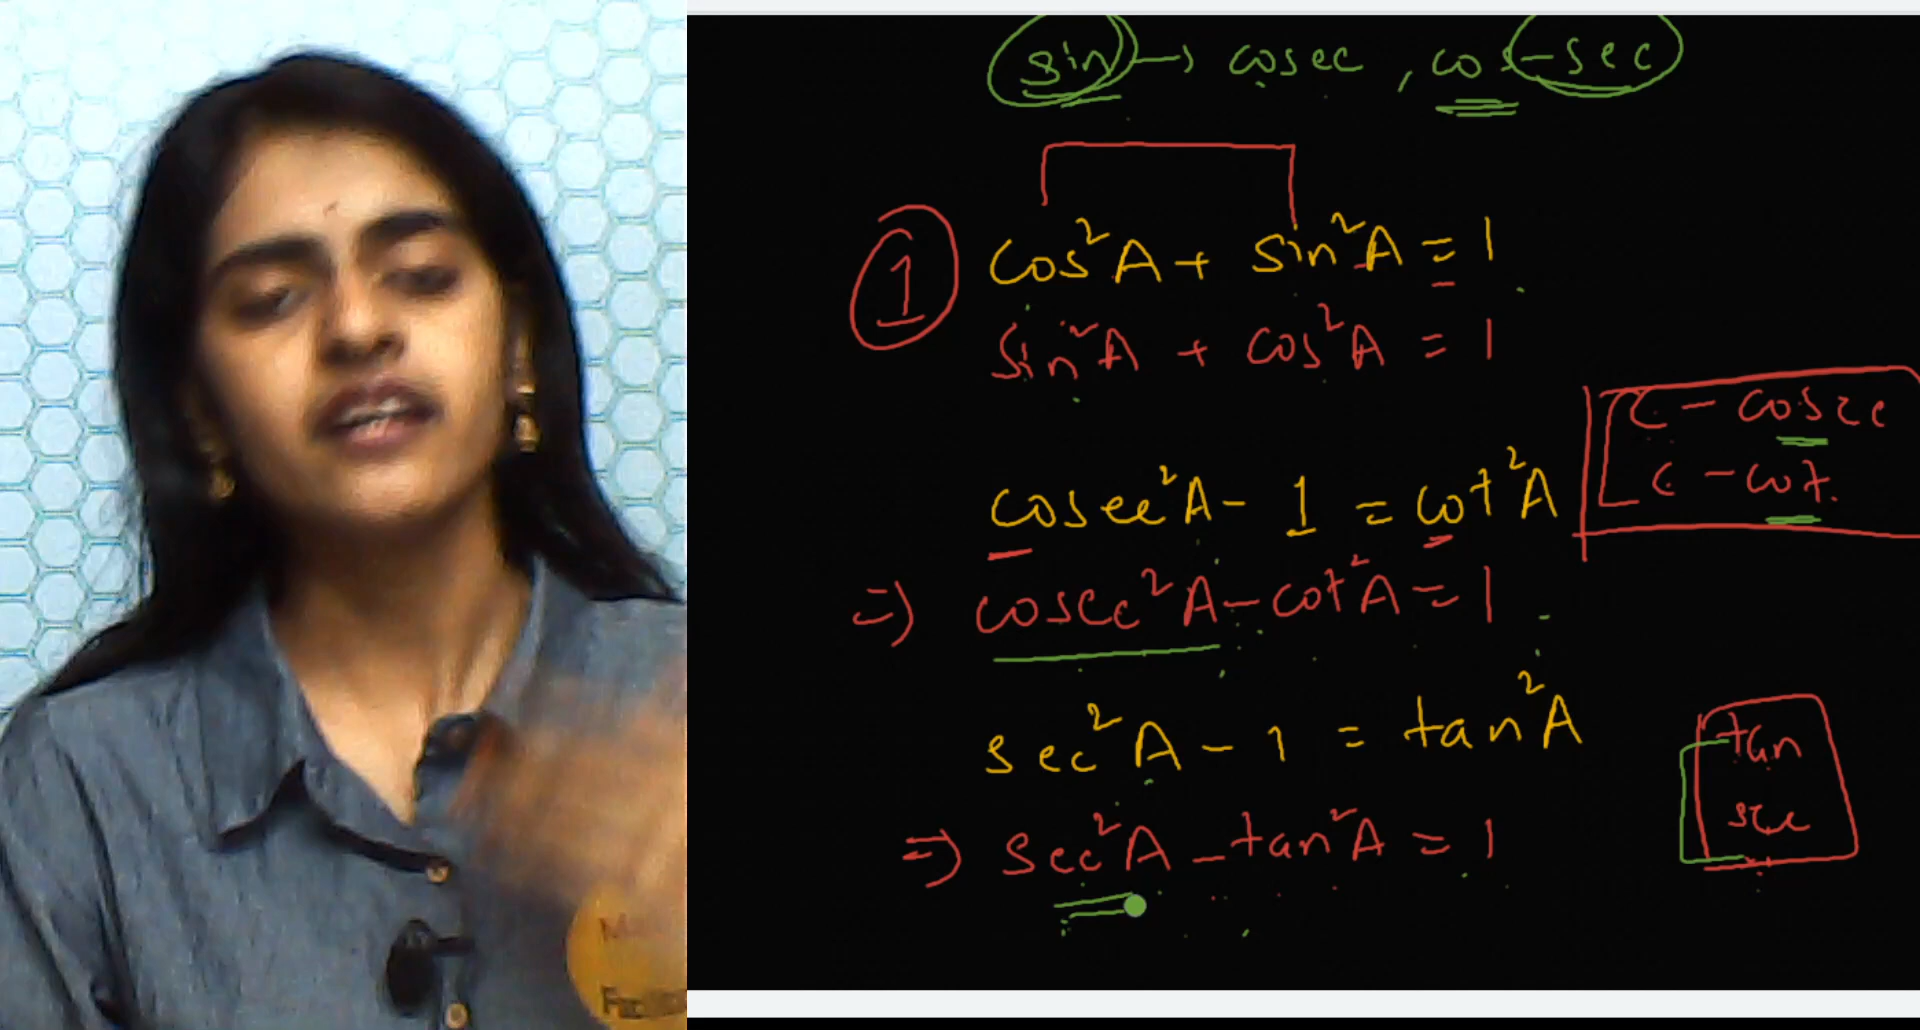 sin → cosec , cos - sec
1
cos²A + sin²A = 1
sin²A + cos²A = 1
C - cosec
C - cot
cosec²A - 1 = cot²A
=) cosec²A - cot²A = 1
sec²A - 1 = tan²A
tan
sec
=) sec²A - tan²A = 1